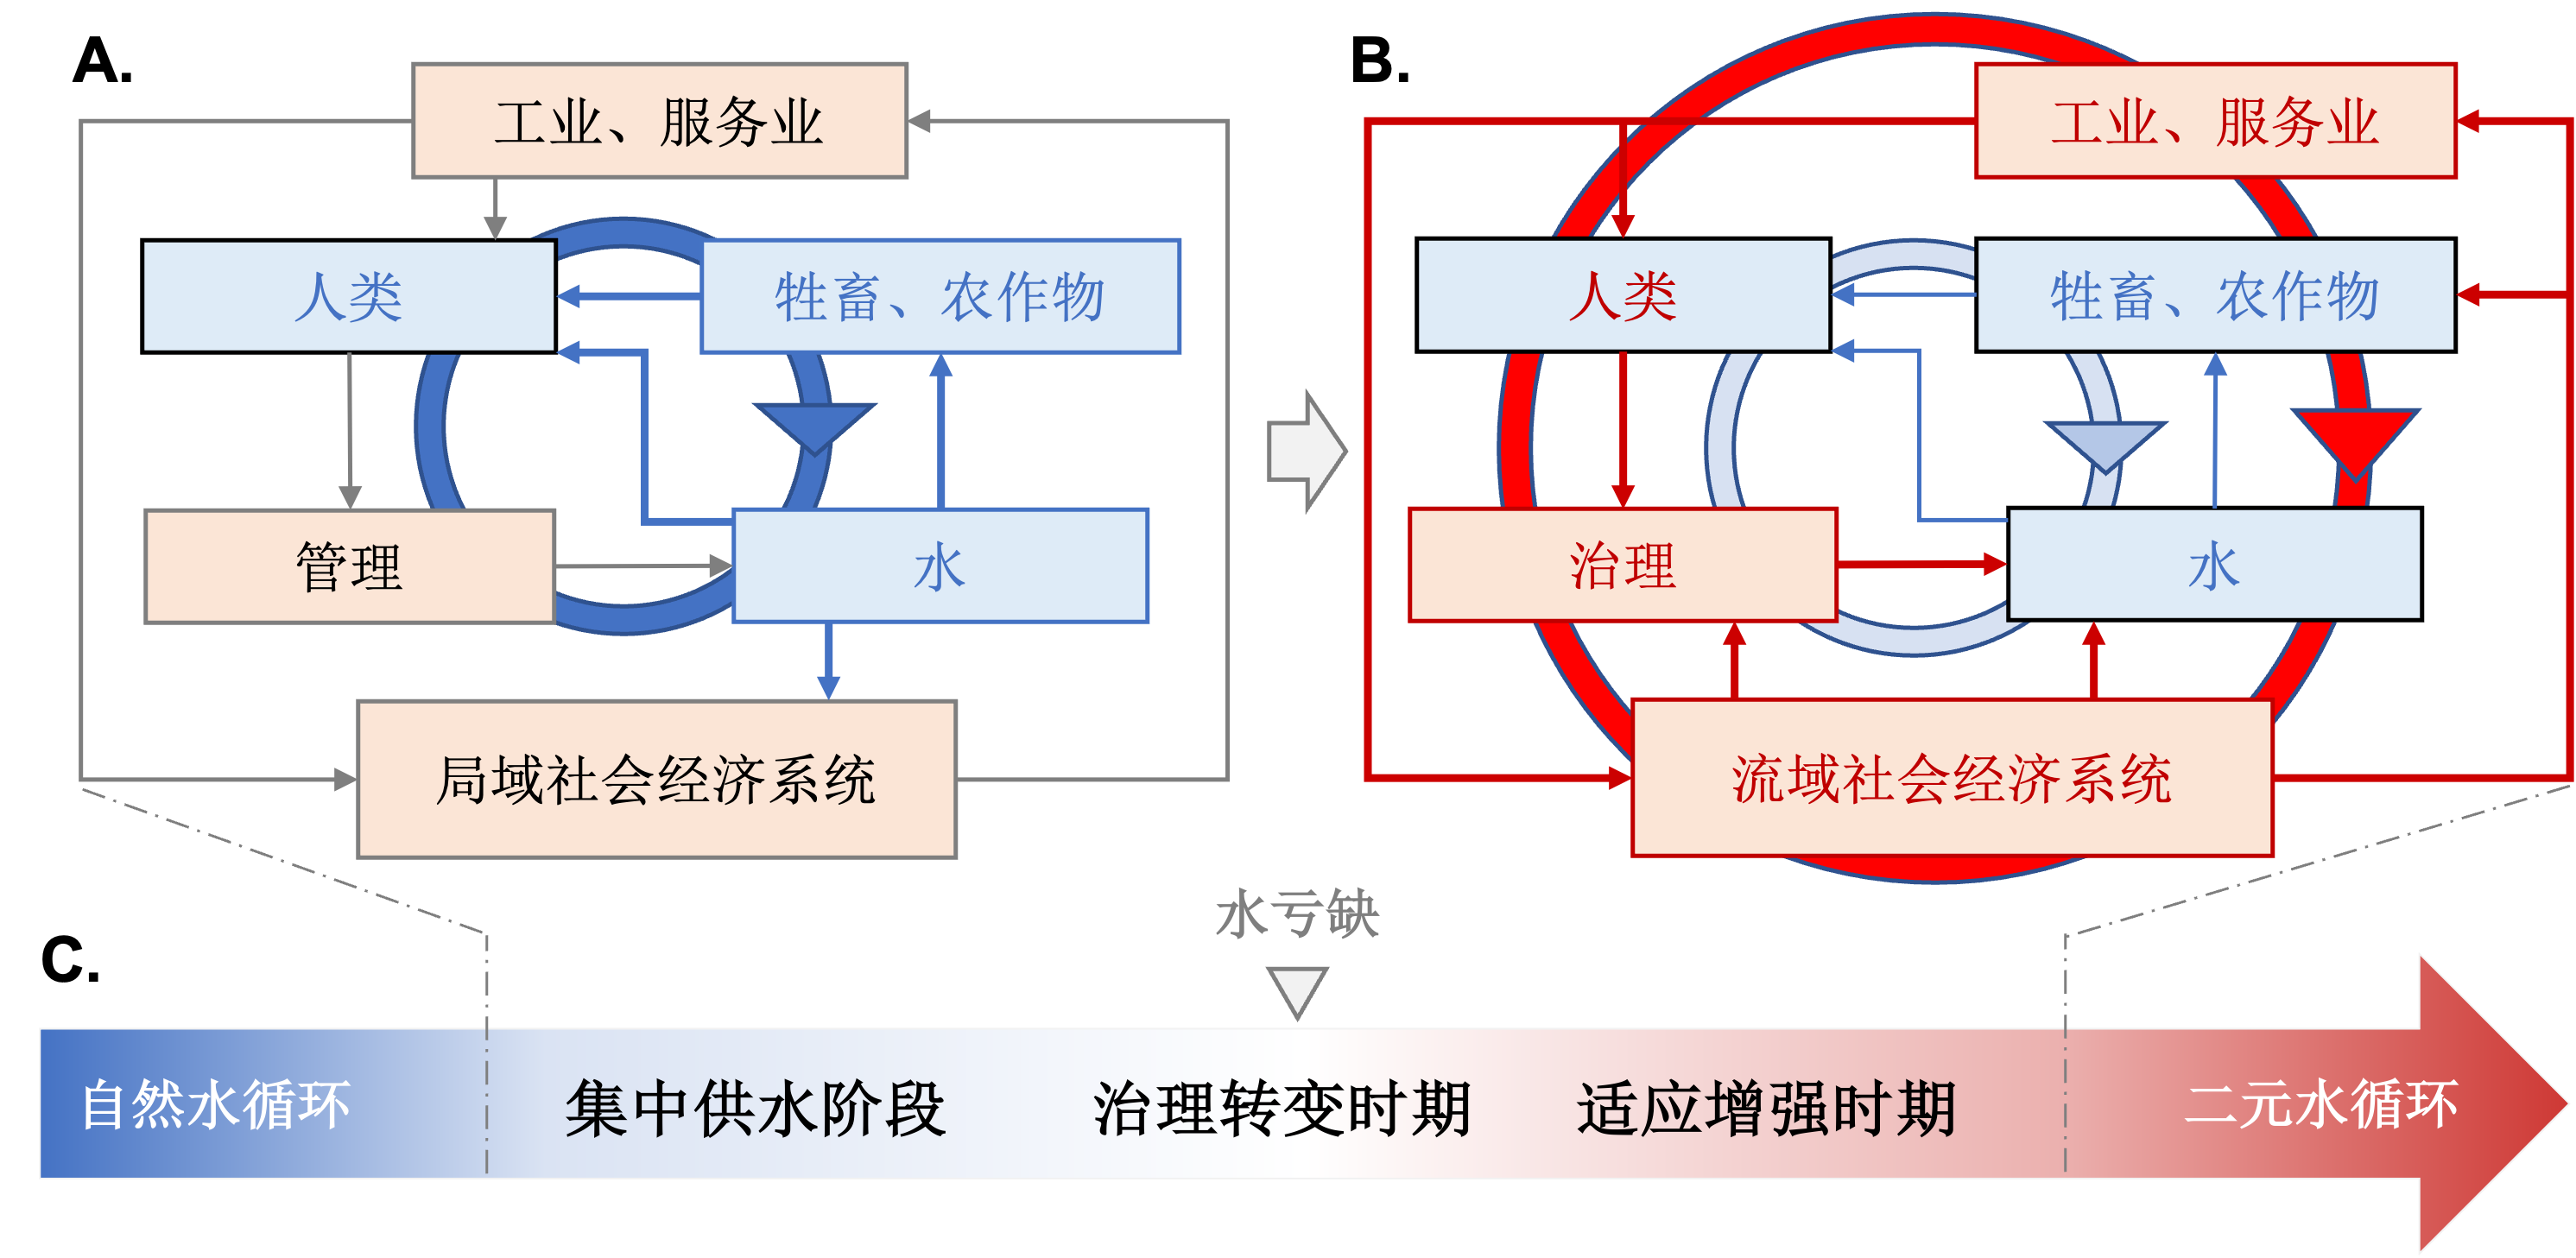 A.
工业、服务业
人类
牲畜、农作物
管理
水
局域社会经济系统
B.
工业、服务业
人类
牲畜、农作物
治理
水
流域社会经济系统
水亏缺
C.
自然水循环
集中供水阶段
治理转变时期
适应增强时期
二元水循环